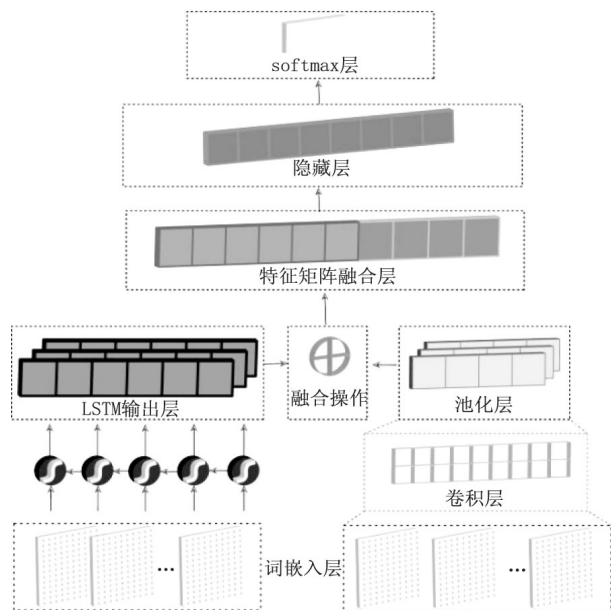 softmax层
隐藏层
特征矩阵融合层
LSTM输出层
融合操作
池化层
卷积层
...
词嵌入层
...